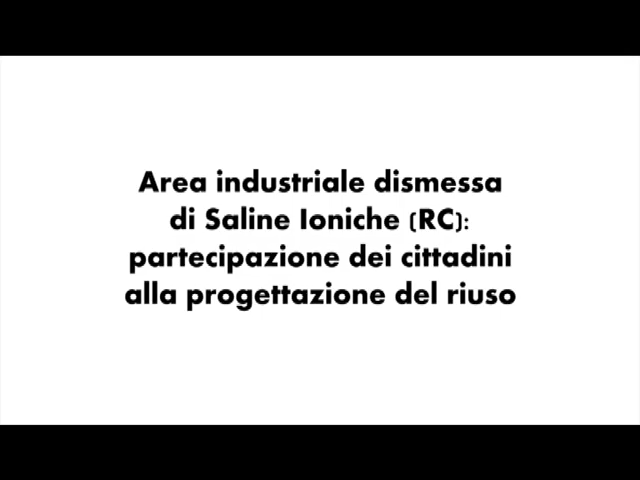 Area industriale dismessa
di Saline Ioniche (RC):
partecipazione dei cittadini
alla progettazione del riuso